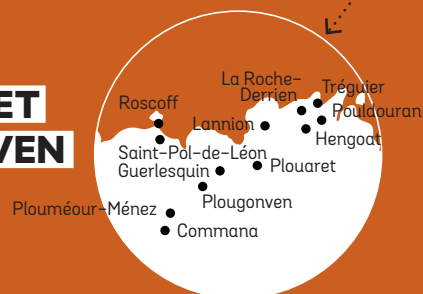 ET
VEN
La Roche-
Derrien
Tréguier
Roscoff
Pouldouran
Lannion
Hengoat
Saint-Pol-de-Léon
Guerlesquin
Plouaret
Plougonven
Plouméour-Ménez
Commana